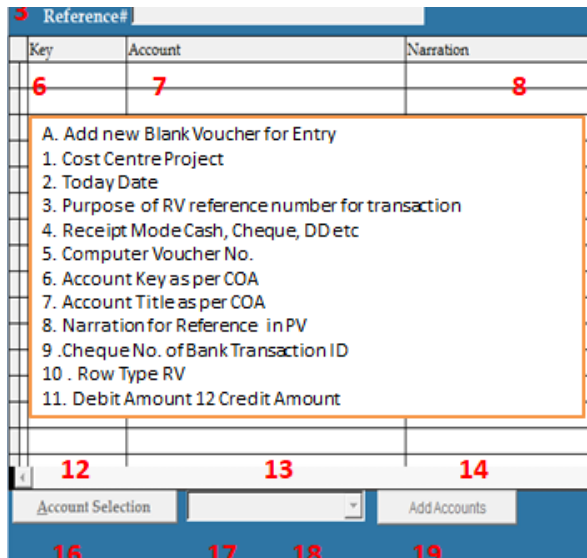 3 Reference#
Key Account Narration
6 7 8
A. Add new Blank Voucher for Entry
1. Cost Centre Project
2. Today Date
3. Purpose of RV reference number for transaction
4. Receipt Mode Cash, Cheque, DD etc
5. Computer Voucher No.
6. Account Key as per COA
7. Account Title as per COA
8. Narration for Reference in PV
9 .Cheque No. of Bank Transaction ID
10 . Row Type RV
11. Debit Amount 12 Credit Amount
12 13 14
Account Selection Add Accounts
16 17 18 19